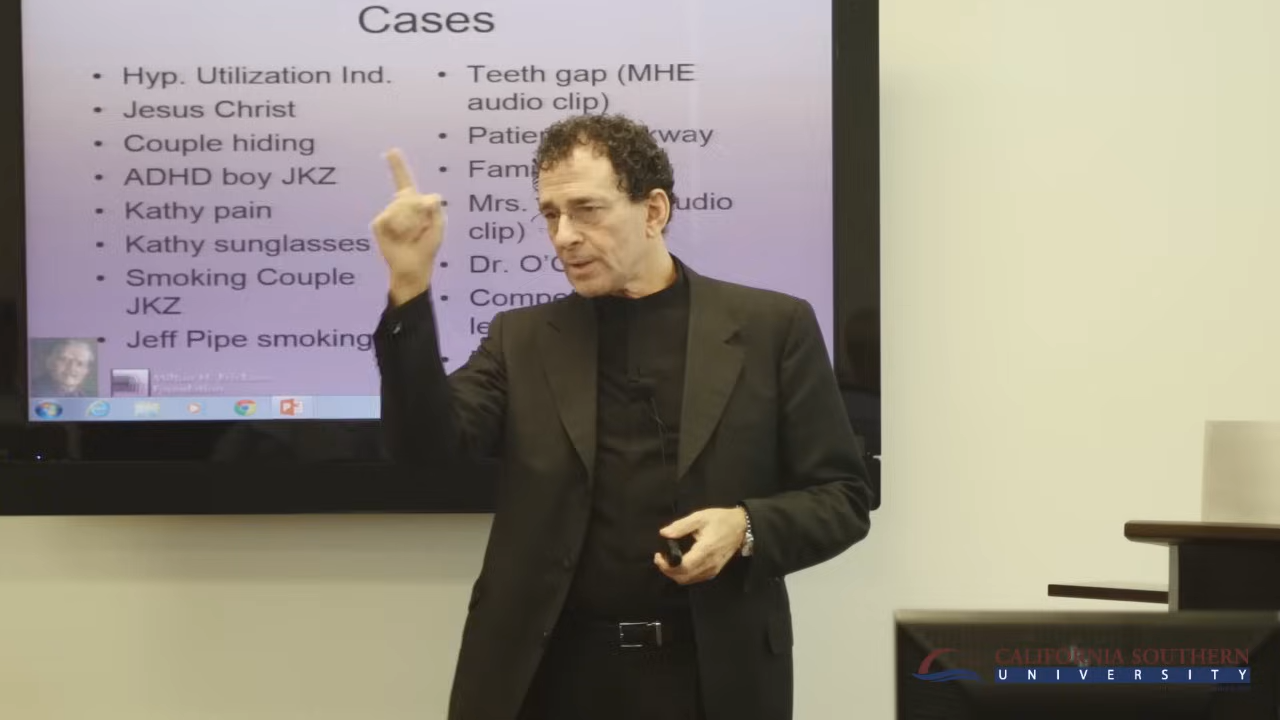 Cases
• Hyp. Utilization Ind.
• Jesus Christ
• Couple hiding
• ADHD boy JKZ
• Kathy pain
• Kathy sunglasses
• Smoking Couple
JKZ
• Jeff Pipe smoking
• Teeth gap (MHE
audio clip)
•
•
• Mrs.
clip)
• Dr.
•
•
CALIFORNIA SOUTHERN
UNIVERSITY